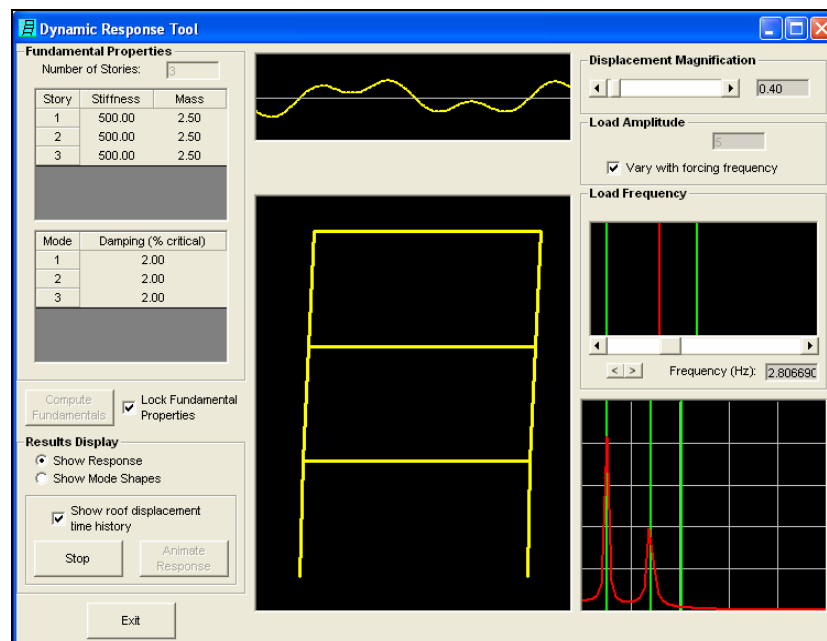 Dynamic Response Tool
Fundamental Properties
Number of Stories: 3
Story Stiffness Mass
1 500.00 2.50
2 500.00 2.50
3 500.00 2.50
Mode Damping (% critical)
1 2.00
2 2.00
3 2.00
Compute
Fundamentals
Lock Fundamental
Properties
Results Display
Show Response
Show Mode Shapes
Show roof displacement
time history
Stop
Animate
Response
Exit
Displacement Magnification
0.40
Load Amplitude
5
Vary with forcing frequency
Load Frequency
< >
Frequency (Hz):